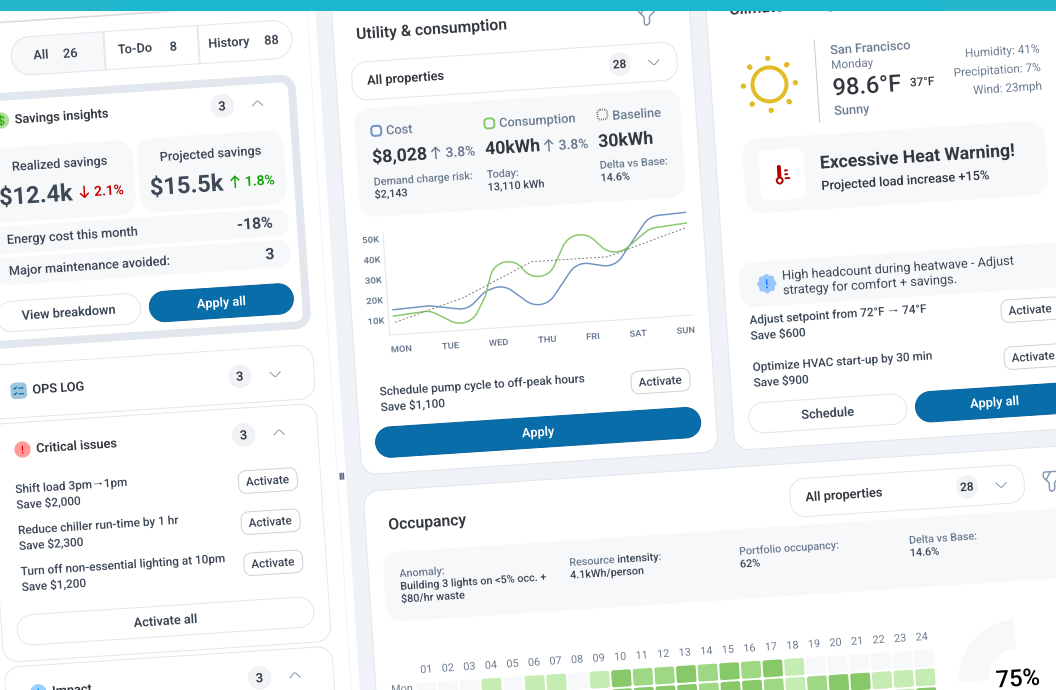 All 26
To-Do 8
History 88
Savings insights 3
Realized savings
$12.4k 2.1%
Projected savings
$15.5k 1.8%
Energy cost this month -18%
Major maintenance avoided: 3
View breakdown
Apply all
OPS LOG 3
Critical issues 3
Shift load 3pm→1pm
Save $2,000
Activate
Reduce chiller run-time by 1 hr
Save $2,300
Activate
Turn off non-essential lighting at 10pm
Save $1,200
Activate
Activate all
Impact 3
Utility & consumption
All properties 28
Cost
$8,028 ↑ 3.8%
Demand charge risk:
$2,143
Consumption
40kWh ↑ 3.8%
Today:
13,110 kWh
Baseline
30kWh
Delta vs Base:
14.6%
50K
40K
30K
20K
10K
MON TUE WED THU FRI SAT SUN
Schedule pump cycle to off-peak hours
Save $1,100
Activate
Apply
San Francisco
Monday
98.6°F 37°F
Sunny
Humidity: 41%
Precipitation: 7%
Wind: 23mph
Excessive Heat Warning!
Projected load increase +15%
High headcount during heatwave - Adjust
strategy for comfort + savings.
Adjust setpoint from 72°F → 74°F
Save $600
Activate
Optimize HVAC start-up by 30 min
Save $900
Activate
Schedule
Apply all
Occupancy
All properties 28
Anomaly:
Building 3 lights on <5% occ. +
$80/hr waste
Resource intensity:
4.1kWh/person
Portfolio occupancy:
62%
Delta vs Base:
14.6%
01 02 03 04 05 06 07 08 09 10 11 12 13 14 15 16 17 18 19 20 21 22 23 24
Mon
75%